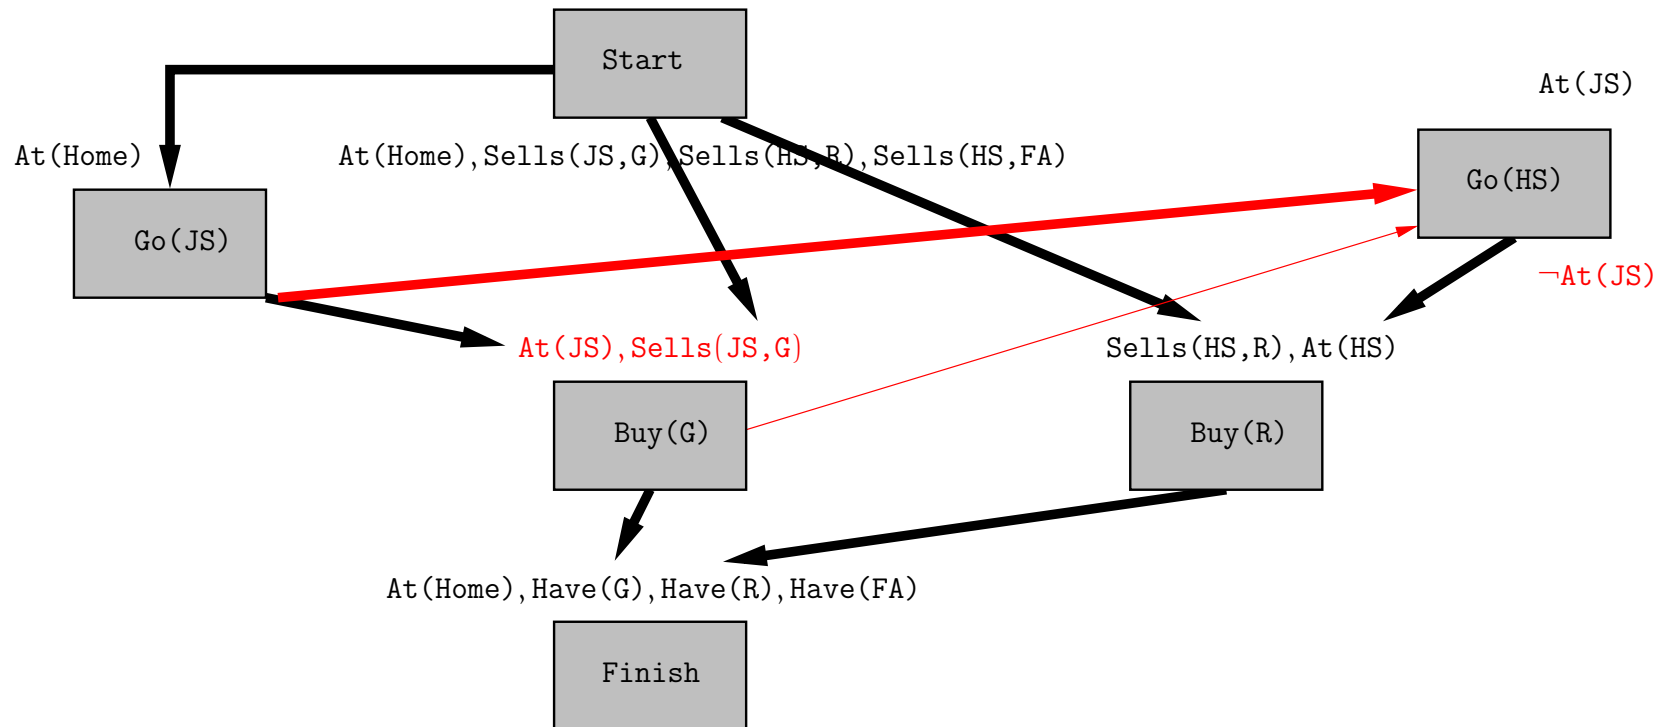 Start
At(JS)
At(Home)
At(Home),Sells(JS,G),Sells(HS,R),Sells(HS,FA)
Go(HS)
Go(JS)
¬At(JS)
At(JS),Sells(JS,G)
Sells(HS,R),At(HS)
Buy(G)
Buy(R)
At(Home),Have(G),Have(R),Have(FA)
Finish